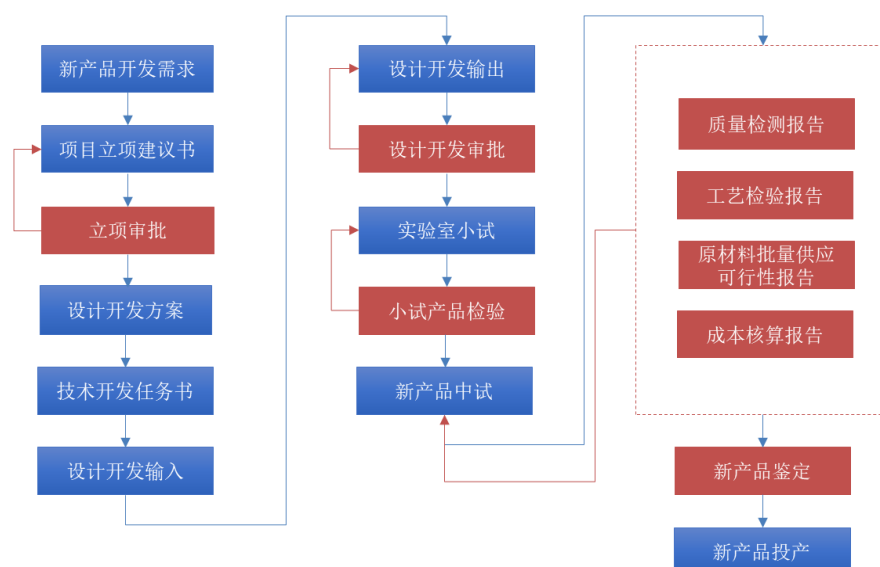 新产品开发需求
项目立项建议书
立项审批
设计开发方案
技术开发任务书
设计开发输入
设计开发输出
设计开发审批
实验室小试
小试产品检验
新产品中试
质量检测报告
工艺检验报告
原材料批量供应
可行性报告
成本核算报告
新产品鉴定
新产品投产